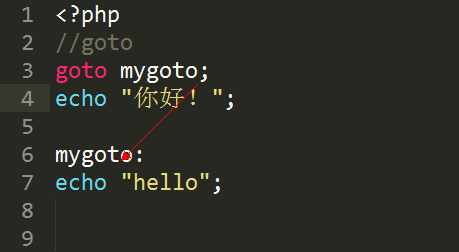 1 <?php
2 //goto
3 goto mygoto;
4 echo "你好！";
5
6 mygoto:
7 echo "hello";
8
9